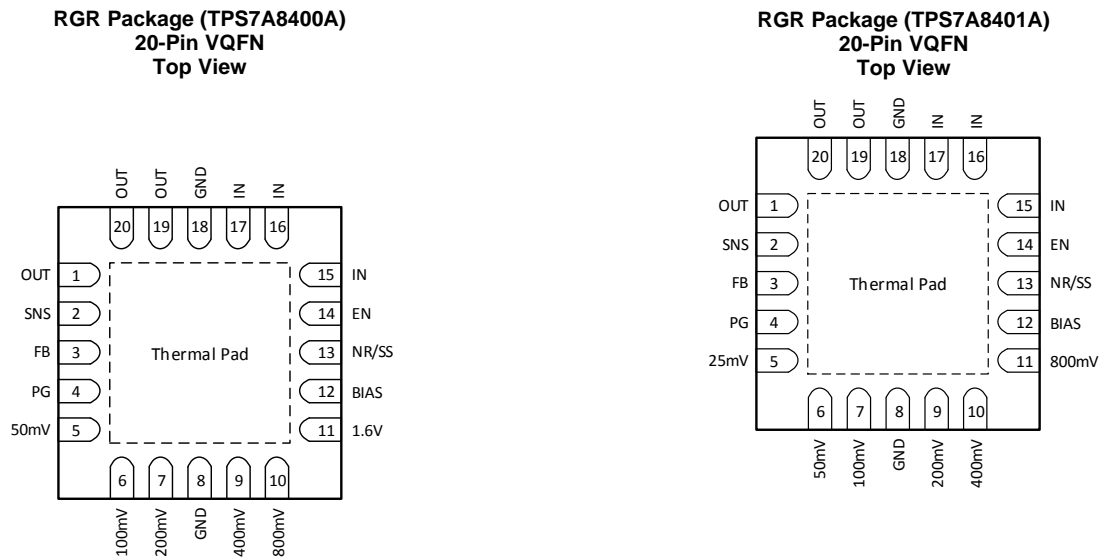 RGR Package (TPS7A8400A)
20-Pin VQFN
Top View
OUT
OUT
GND
IN
IN
20
19
18
17
16
OUT 1
15 IN
SNS 2
14 EN
FB 3
13 NR/SS
Thermal Pad
PG 4
12 BIAS
50mV 5
11 1.6V
6
7
8
9
10
100mV
200mV
GND
400mV
800mV
RGR Package (TPS7A8401A)
20-Pin VQFN
Top View
OUT
OUT
GND
IN
IN
20
19
18
17
16
OUT 1
15 IN
SNS 2
14 EN
FB 3
13 NR/SS
Thermal Pad
PG 4
12 BIAS
25mV 5
11 800mV
6
7
8
9
10
50mV
100mV
GND
200mV
400mV